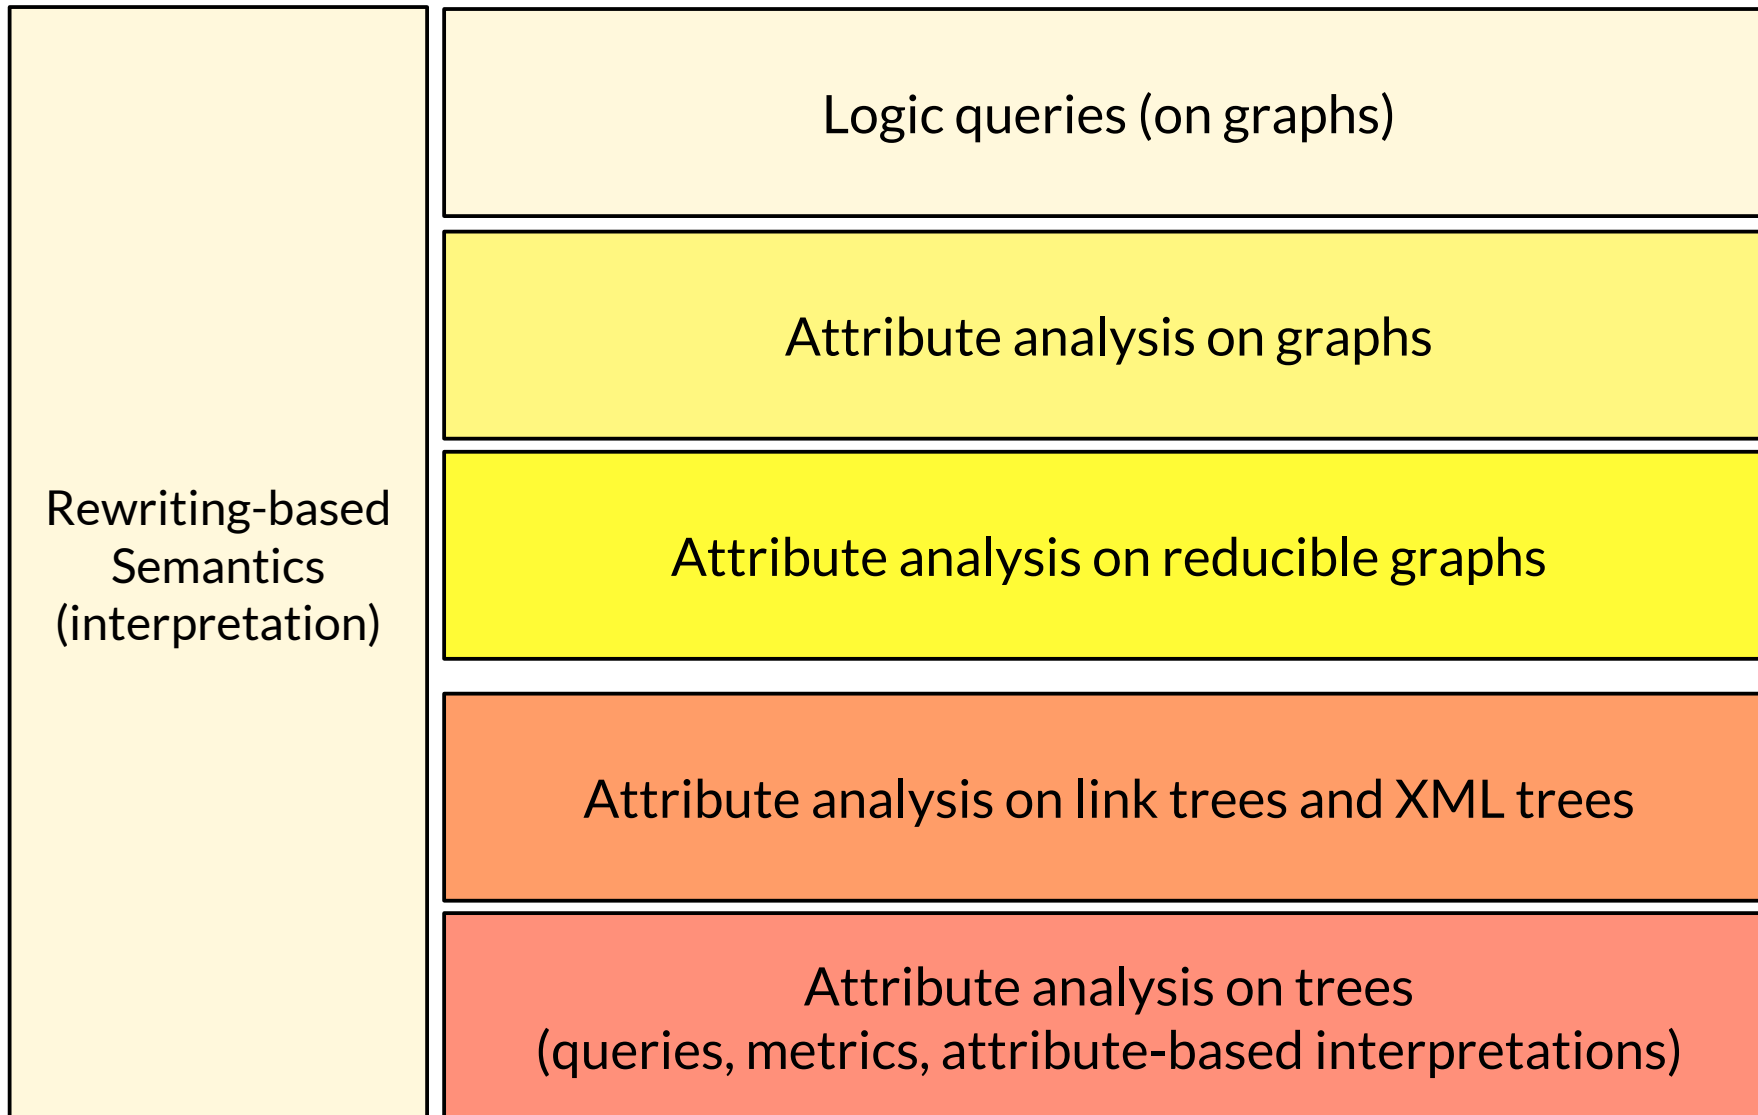 Rewriting-based
Semantics
(interpretation)
Logic queries (on graphs)
Attribute analysis on graphs
Attribute analysis on reducible graphs
Attribute analysis on link trees and XML trees
Attribute analysis on trees
(queries, metrics, attribute-based interpretations)